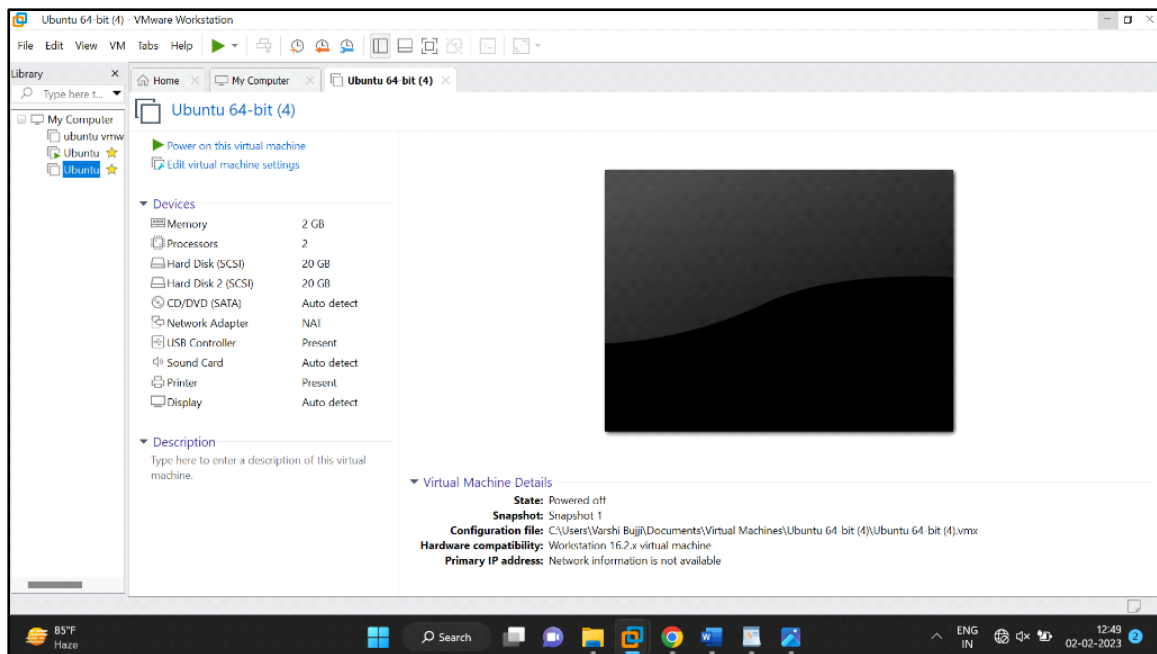 Ubuntu 64-bit (4) - VMware Workstation
File Edit View VM Tabs Help
Library
Type here t...
My Computer
ubuntu vmw
Ubuntu
Ubuntu
Home
My Computer
Ubuntu 64-bit (4)
Ubuntu 64-bit (4)
Power on this virtual machine
Edit virtual machine settings
Devices
Memory 2 GB
Processors 2
Hard Disk (SCSI) 20 GB
Hard Disk 2 (SCSI) 20 GB
CD/DVD (SATA) Auto detect
Network Adapter NAT
USB Controller Present
Sound Card Auto detect
Printer Present
Display Auto detect
Description
Type here to enter a description of this virtual
machine.
Virtual Machine Details
State: Powered off
Snapshot: Snapshot 1
Configuration file: C:\Users\Varshi Bujji\Documents\Virtual Machines\Ubuntu 64-bit (4)\Ubuntu 64-bit (4).vmx
Hardware compatibility: Workstation 16.2.x virtual machine
Primary IP address: Network information is not available
85°F
Haze
Search
ENG
IN
12:49
02-02-2023
2